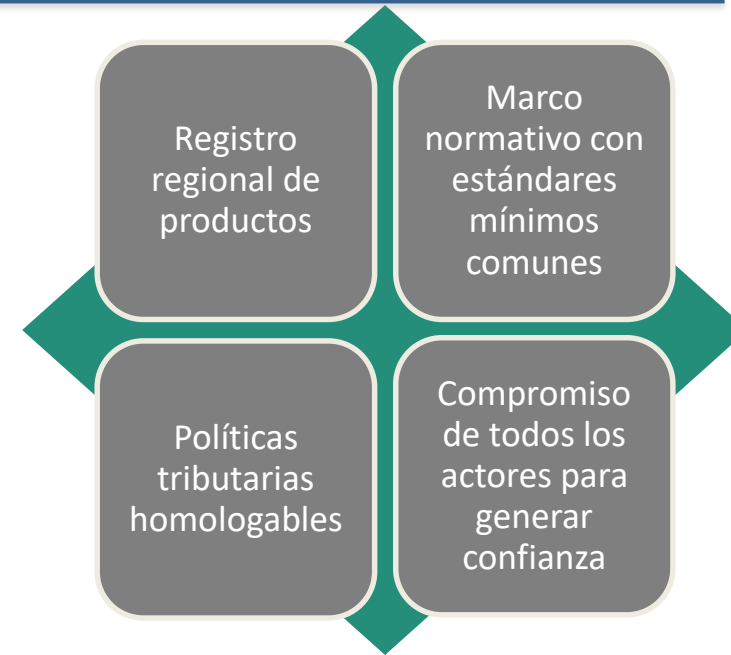 Registro
regional de
productos
Marco
normativo con
estándares
mínimos
comunes
Políticas
tributarias
homologables
Compromiso
de todos los
actores para
generar
confianza